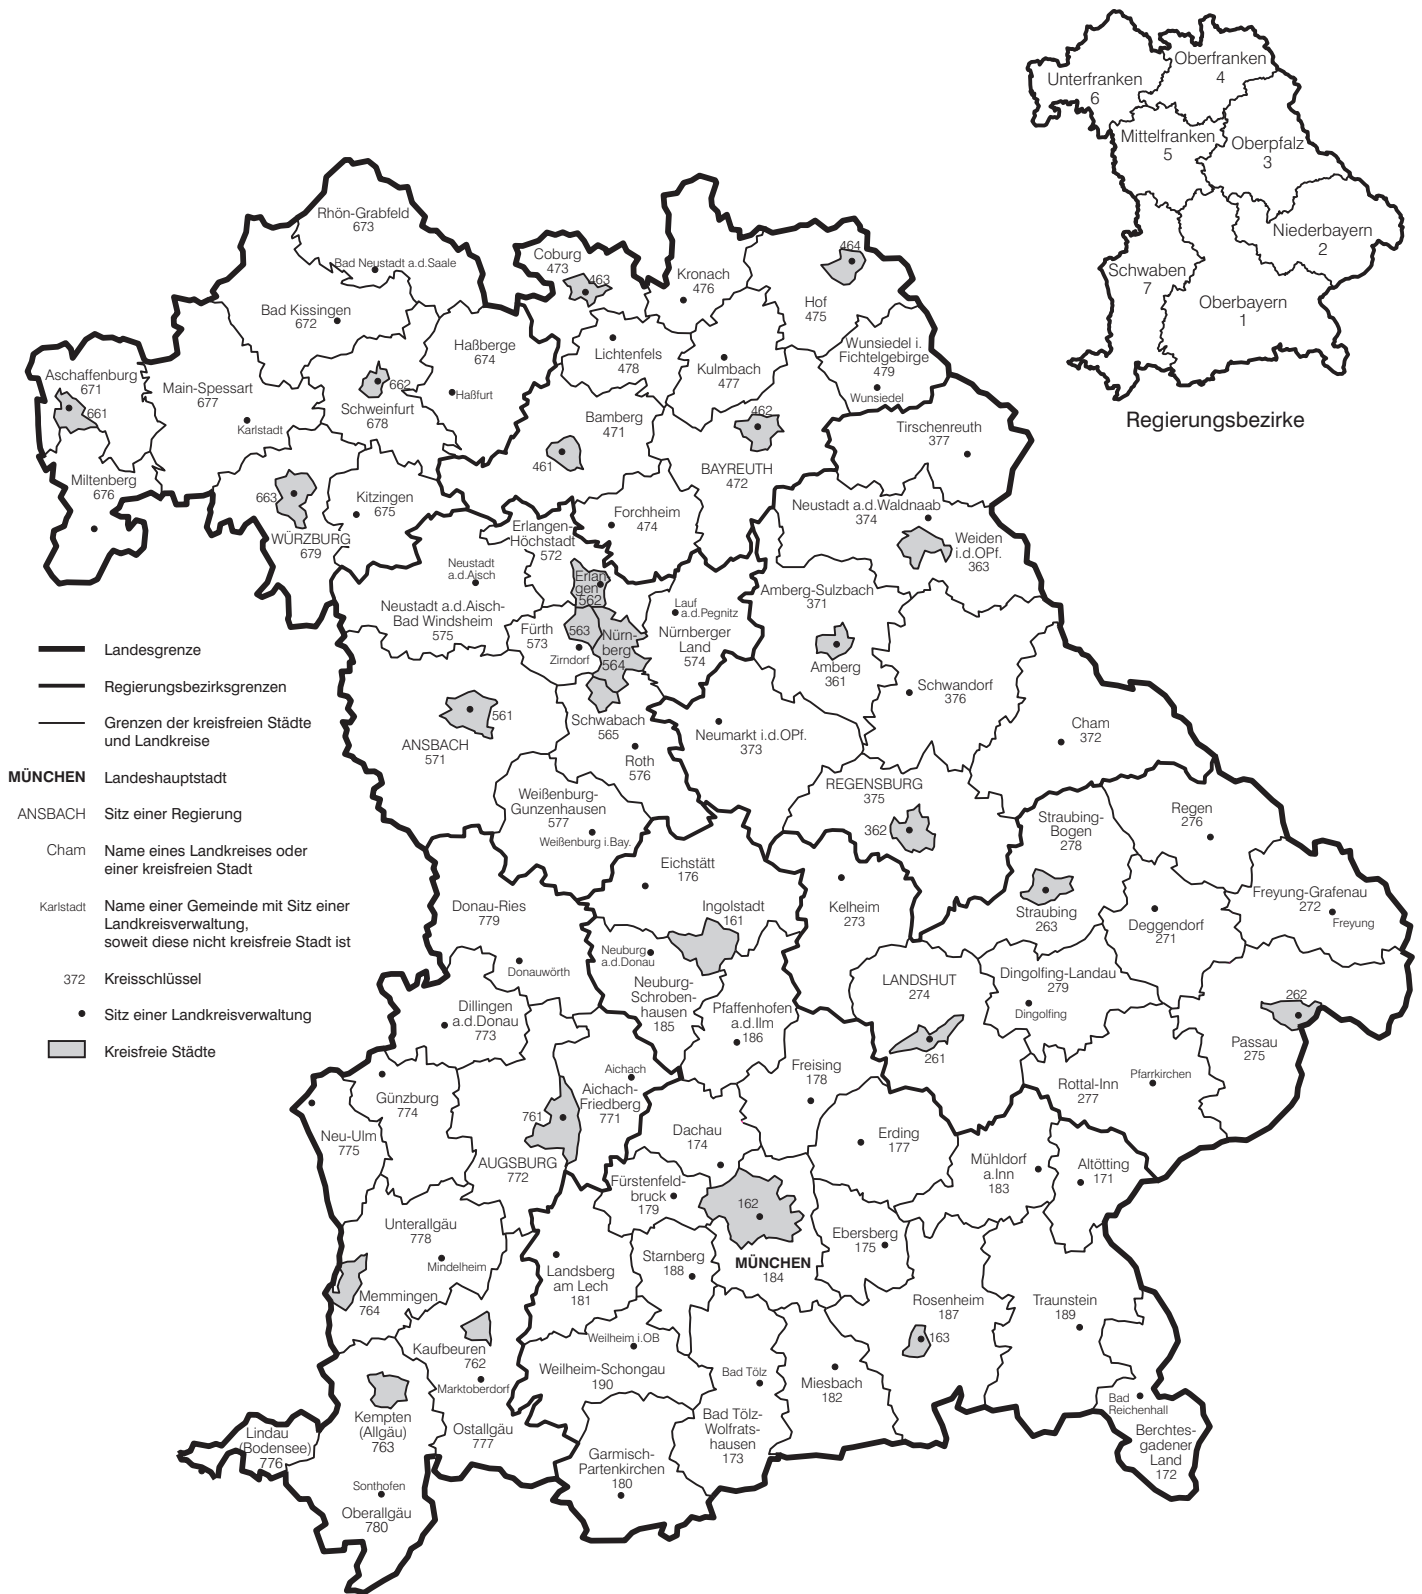 Unterfranken
6
Oberfranken
4
Mittelfranken
5
Oberpfalz
3
Niederbayern
2
Schwaben
7
Oberbayern
1
Regierungsbezirke
Rhön-Grabfeld
673
Bad Neustadt a.d.Saale
Bad Kissingen
672
Coburg
473
463
Kronach
476
464
Hof
475
Haßberge
674
Haßfurt
Lichtenfels
478
Kulmbach
477
Wunsiedel i.
Fichtelgebirge
479
Wunsiedel
Aschaffenburg
671
661
Main-Spessart
677
Karlstadt
662
Schweinfurt
678
Bamberg
471
461
462
BAYREUTH
472
Tirschenreuth
377
Miltenberg
676
663
WÜRZBURG
679
Kitzingen
675
Erlangen-
Höchstadt
572
Forchheim
474
Neustadt a.d.Waldnaab
374
Weiden
i.d.OPf.
363
Neustadt
a.d.Aisch
Neustadt a.d.Aisch-
Bad Windsheim
575
Erlan
gen
562
Fürth
573
563
Zirndorf
Nürn-
berg
564
Lauf
a.d.Pegnitz
Nürnberger
Land
574
Amberg-Sulzbach
371
Amberg
361
Schwandorf
376
Cham
372
561
ANSBACH
571
Schwabach
565
Roth
576
Neumarkt i.d.OPf.
373
Weißenburg-
Gunzenhausen
577
Weißenburg i.Bay.
REGENSBURG
375
362
Straubing-
Bogen
278
Regen
276
Landesgrenze
Regierungsbezirksgrenzen
Grenzen der kreisfreien Städte
und Landkreise
MÜNCHEN Landeshauptstadt
ANSBACH Sitz einer Regierung
Cham Name eines Landkreises oder
einer kreisfreien Stadt
Karlstadt Name einer Gemeinde mit Sitz einer
Landkreisverwaltung,
soweit diese nicht kreisfreie Stadt ist
372 Kreisschlüssel
Sitz einer Landkreisverwaltung
Kreisfreie Städte
Eichstätt
176
Ingolstadt
161
Kelheim
273
Straubing
263
Deggendorf
271
Freyung-Grafenau
272
Freyung
Donau-Ries
779
Donauwörth
Neuburg
a.d.Donau
Neuburg-
Schroben-
hausen
185
Pfaffenhofen
a.d.Ilm
186
LANDSHUT
274
261
Dingolfing-Landau
279
Dingolfing
262
Passau
275
Dillingen
a.d.Donau
773
Aichach
Aichach-
Friedberg
771
Freising
178
Rottal-Inn
277
Pfarrkirchen
Günzburg
774
761
AUGSBURG
772
Neu-Ulm
775
Dachau
174
Erding
177
Mühldorf
a.Inn
183
Altötting
171
Fürstenfeld-
bruck
179
162
MÜNCHEN
184
Ebersberg
175
Unterallgäu
778
Mindelheim
Memmingen
764
Landsberg
am Lech
181
Starnberg
188
Rosenheim
187
163
Traunstein
189
Kaufbeuren
762
Marktoberdorf
Ostallgäu
777
Weilheim i.OB
Weilheim-Schongau
190
Bad Tölz
Bad Tölz-
Wolfrats-
hausen
173
Miesbach
182
Bad
Reichenhall
Berchtes-
gadener
Land
172
Kempten
(Allgäu)
763
Lindau
(Bodensee)
776
Sonthofen
Oberallgäu
780
Garmisch-
Partenkirchen
180